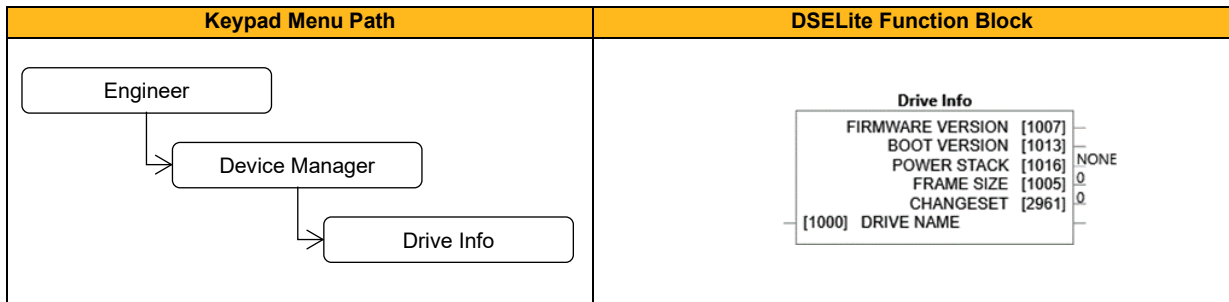 Keypad Menu Path
DSELite Function Block
Engineer
Device Manager
Drive Info
Drive Info
FIRMWARE VERSION [1007]
BOOT VERSION [1013]
POWER STACK [1016] NONE
FRAME SIZE [1005] 0
CHANGESET [2961] 0
[1000] DRIVE NAME